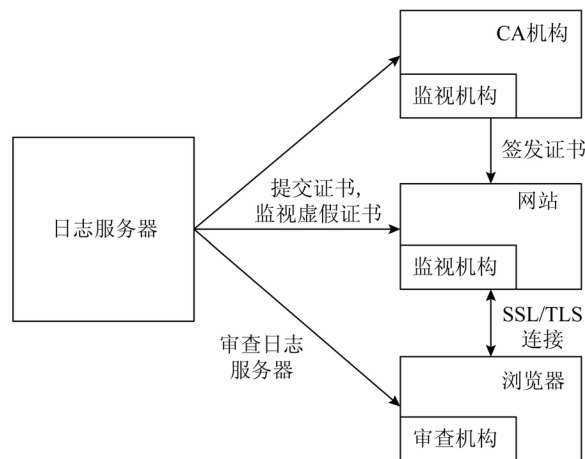 CA机构
监视机构
签发证书
提交证书,
监视虚假证书
网站
日志服务器
监视机构
SSL/TLS
连接
审查日志
服务器
浏览器
审查机构